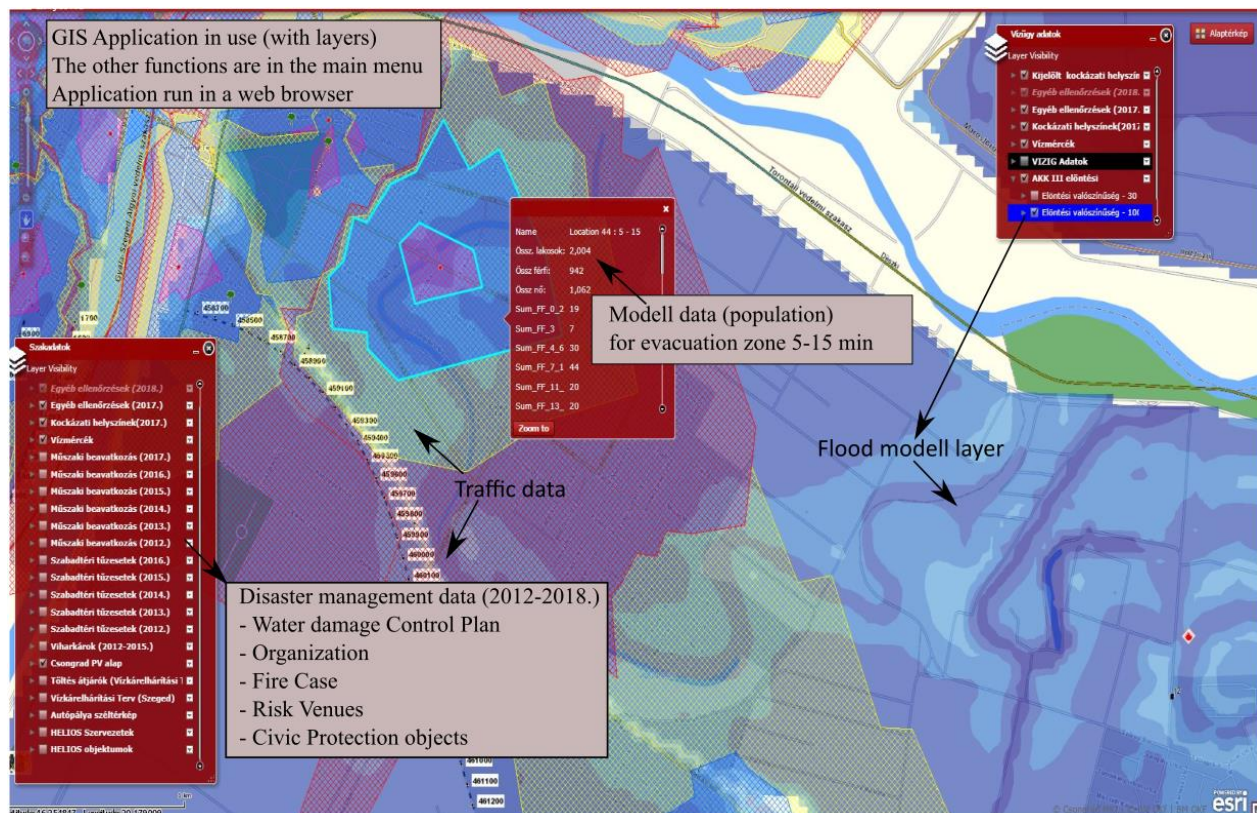 GIS Application in use (with layers)
The other functions are in the main menu
Application run in a web browser
Vízügy adatok
Layer Visibility
Kijelölt kockázati helyszín
Egyéb ellenőrzések (2018.
Egyéb ellenőrzések (2017.
Kockázati helyszínek(2017
Vízmércék
VIZIG Adatok
AKK III elöntési
Elöntési valószínűség - 30
Elöntési valószínűség - 100
Alaptérkép
Torontáli védelmi szakasz
Name Location 44 : 5 - 15
Össz. lakosok: 2,004
Össz férfi: 942
Össz nő: 1,062
Sum_FF_0_2 19
Sum_FF_3 7
Sum_FF_4_6 30
Sum_FF_7_1 44
Sum_FF_11_ 20
Sum_FF_13_ 20
Zoom to
Modell data (population)
for evacuation zone 5-15 min
Flood modell layer
Traffic data
458500
458700
459100
459300
459400
459600
459700
459800
459900
460000
460100
461000
461100
461200
Szakadatok
Layer Visibility
Egyéb ellenőrzések (2018.)
Egyéb ellenőrzések (2017.)
Kockázati helyszínek(2017.)
Vízmércék
Műszaki beavatkozás (2017.)
Műszaki beavatkozás (2016.)
Műszaki beavatkozás (2015.)
Műszaki beavatkozás (2014.)
Műszaki beavatkozás (2013.)
Műszaki beavatkozás (2012.)
Szabadtéri tűzesetek (2016.)
Szabadtéri tűzesetek (2015.)
Szabadtéri tűzesetek (2014.)
Szabadtéri tűzesetek (2013.)
Szabadtéri tűzesetek (2012.)
Viharkárok (2012-2015.)
Csongrad PV alap
Töltés átjárók (Vízkárelhárítási T
Vízkárelhárítási Terv (Szeged)
Autópálya széltérkép
HELIOS Szervezetek
HELIOS objektumok
Disaster management data (2012-2018.)
- Water damage Control Plan
- Organization
- Fire Case
- Risk Venues
- Civic Protection objects
POWERED BY
esri